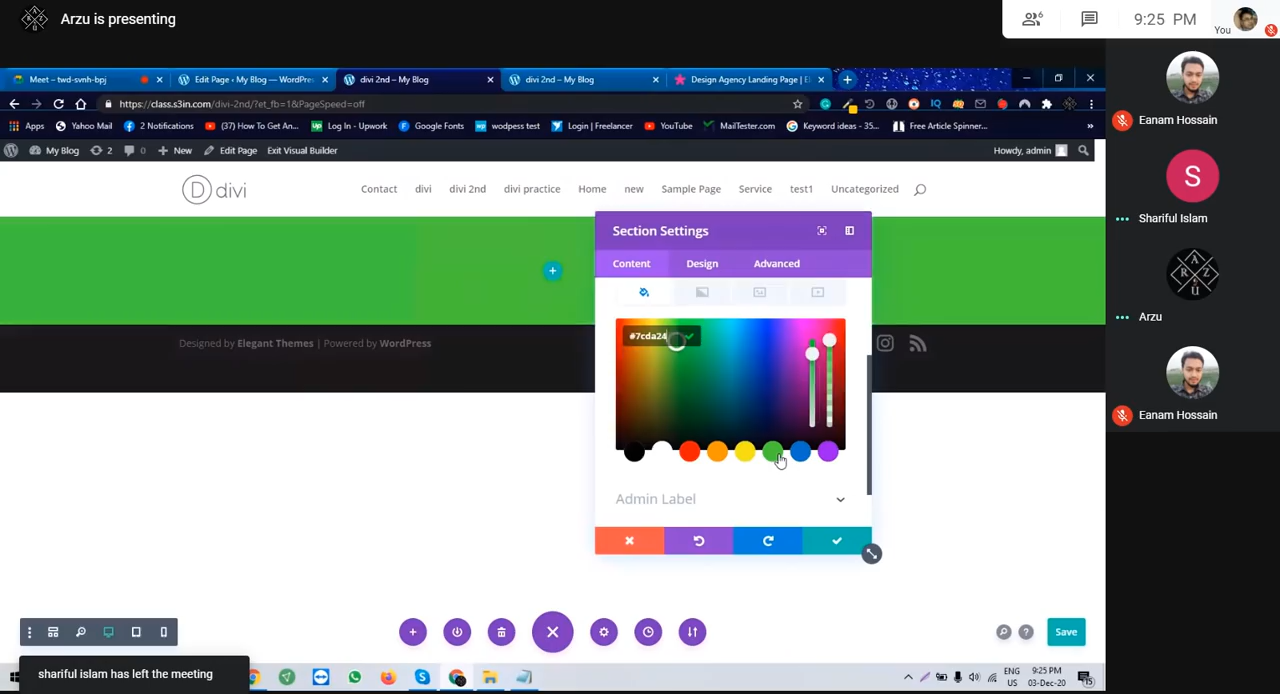 Arzu is presenting
6
9:25 PM
You
Meet – twd-svnh-bpj
Edit Page ‹ My Blog — WordPre
divi 2nd – My Blog
divi 2nd – My Blog
Design Agency Landing Page | El
https://class.s3in.com/divi-2nd/?et_fb=1&PageSpeed=off
Apps
Yahoo Mail
2 Notifications
(37) How To Get An...
Log In - Upwork
Google Fonts
wodpess test
Login | Freelancer
YouTube
MailTester.com
Keyword ideas - 35...
Free Article Spinner...
My Blog
2
0
New
Edit Page
Exit Visual Builder
Howdy, admin
D divi
Contact
divi
divi 2nd
divi practice
Home
new
Sample Page
Service
test1
Uncategorized
Section Settings
Content
Design
Advanced
#7cda24
Admin Label
Designed by Elegant Themes | Powered by WordPress
Save
shariful islam has left the meeting
ENG
US
9:25 PM
03-Dec-20
15
Eanam Hossain
S
Shariful Islam
A
R Z
U
Arzu
Eanam Hossain